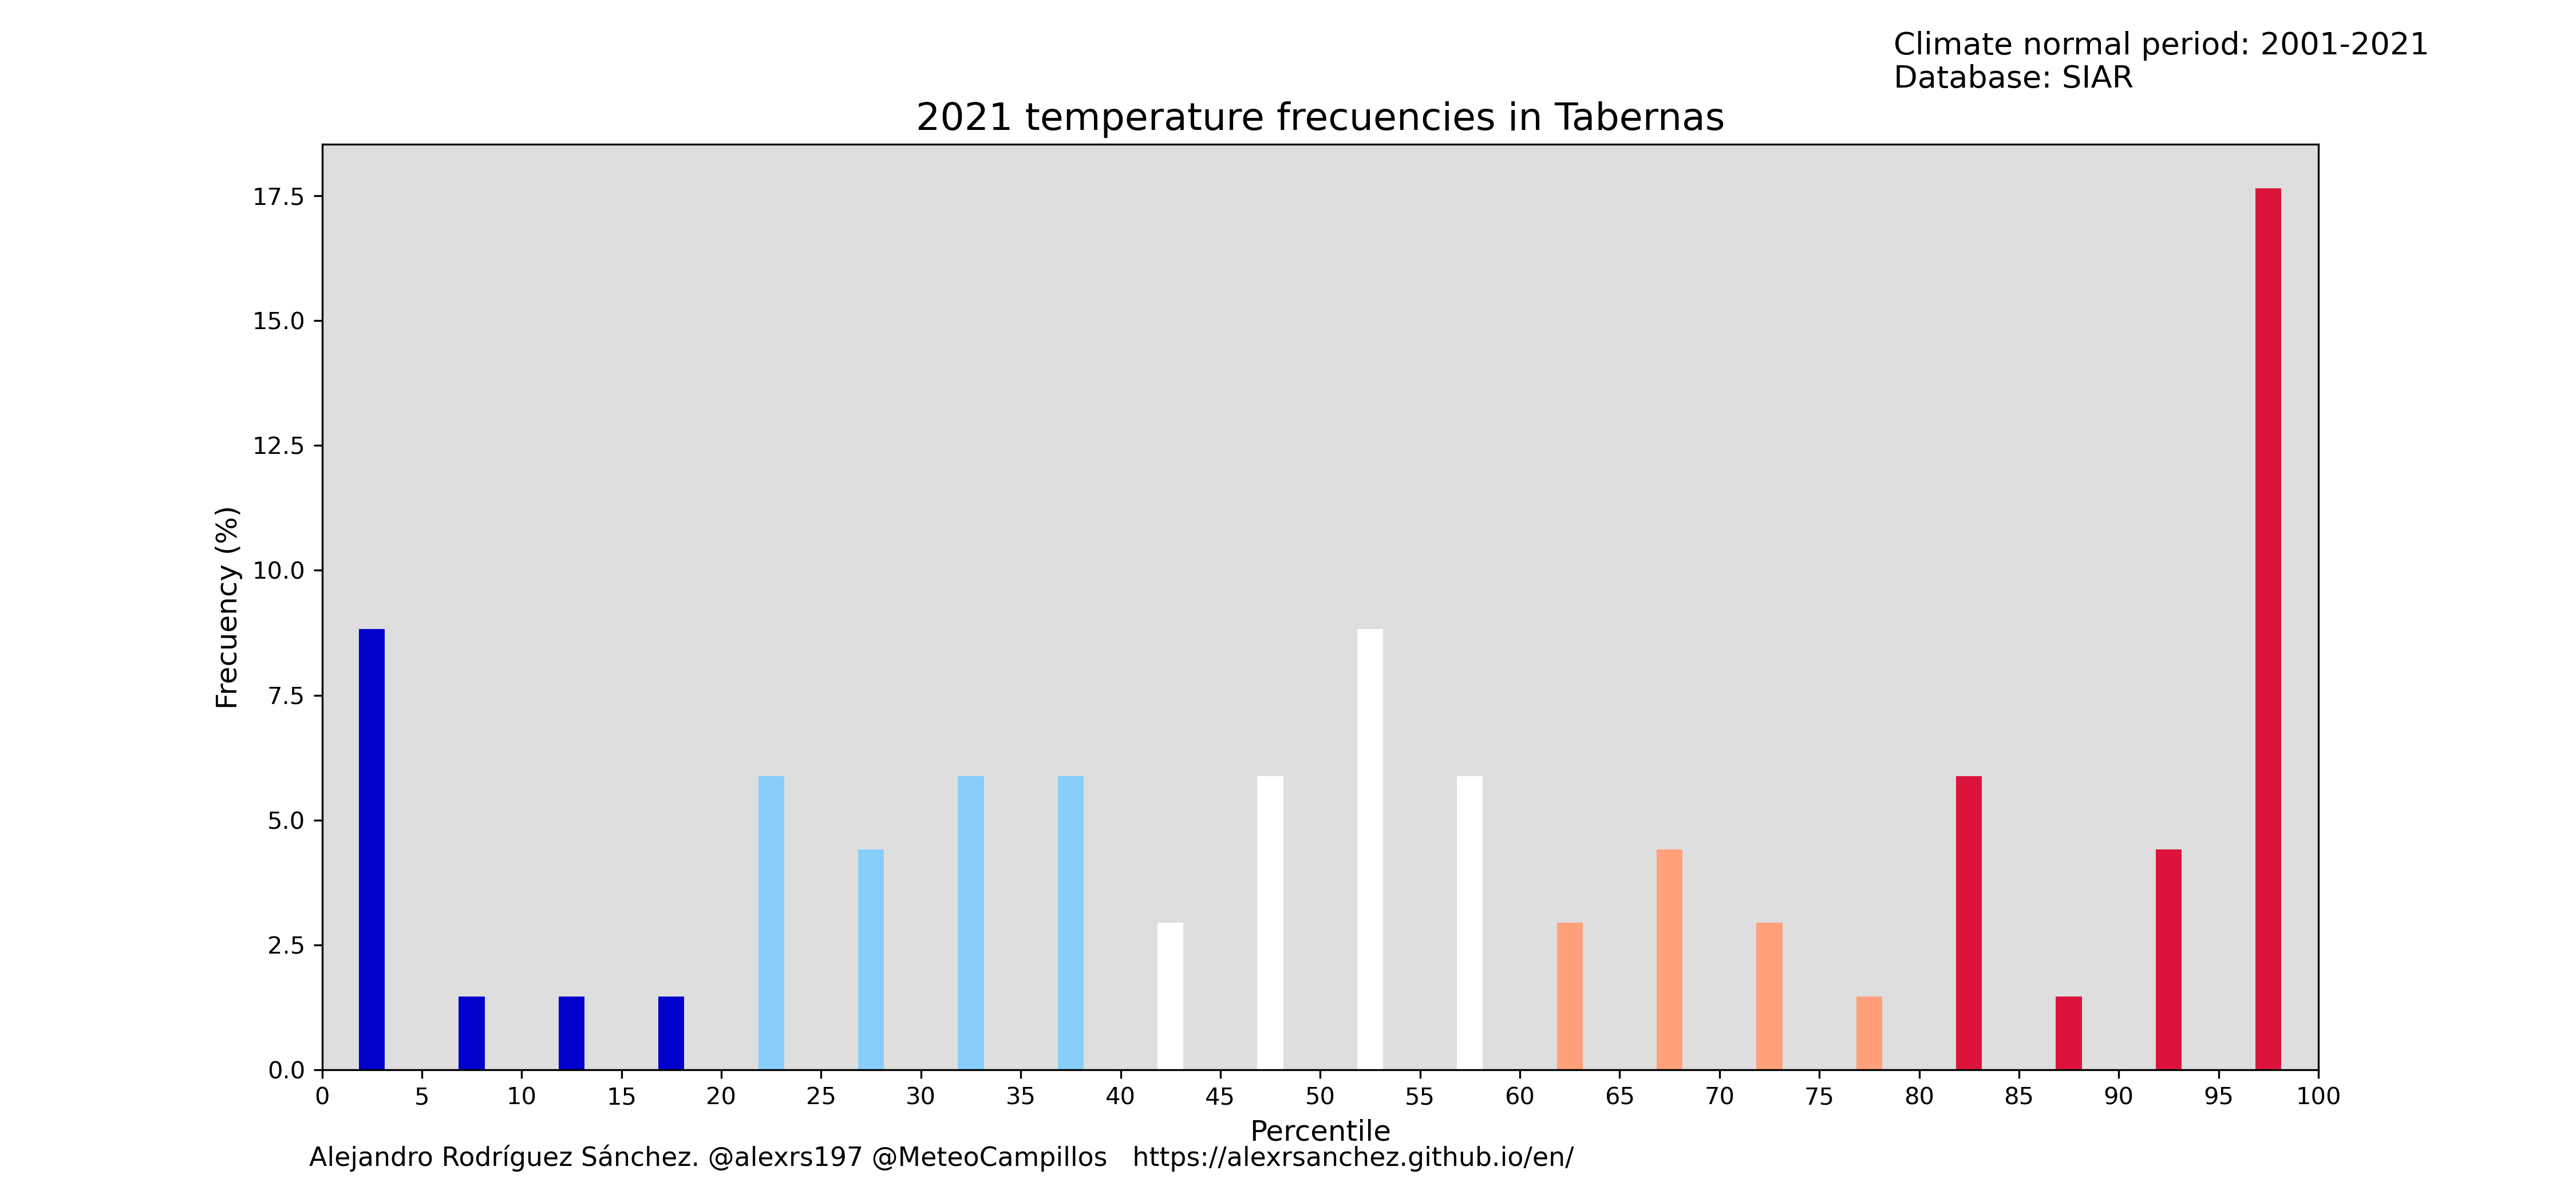 Climate normal period: 2001-2021
Database: SIAR
2021 temperature frecuencies in Tabernas
17.5
15.0
12.5
10.0
7.5
5.0
2.5
0.0
Frecuency (%)
0 5 10 15 20 25 30 35 40 45 50 55 60 65 70 75 80 85 90 95 100
Percentile
Alejandro Rodríguez Sánchez. @alexrs197 @MeteoCampillos https://alexrsanchez.github.io/en/